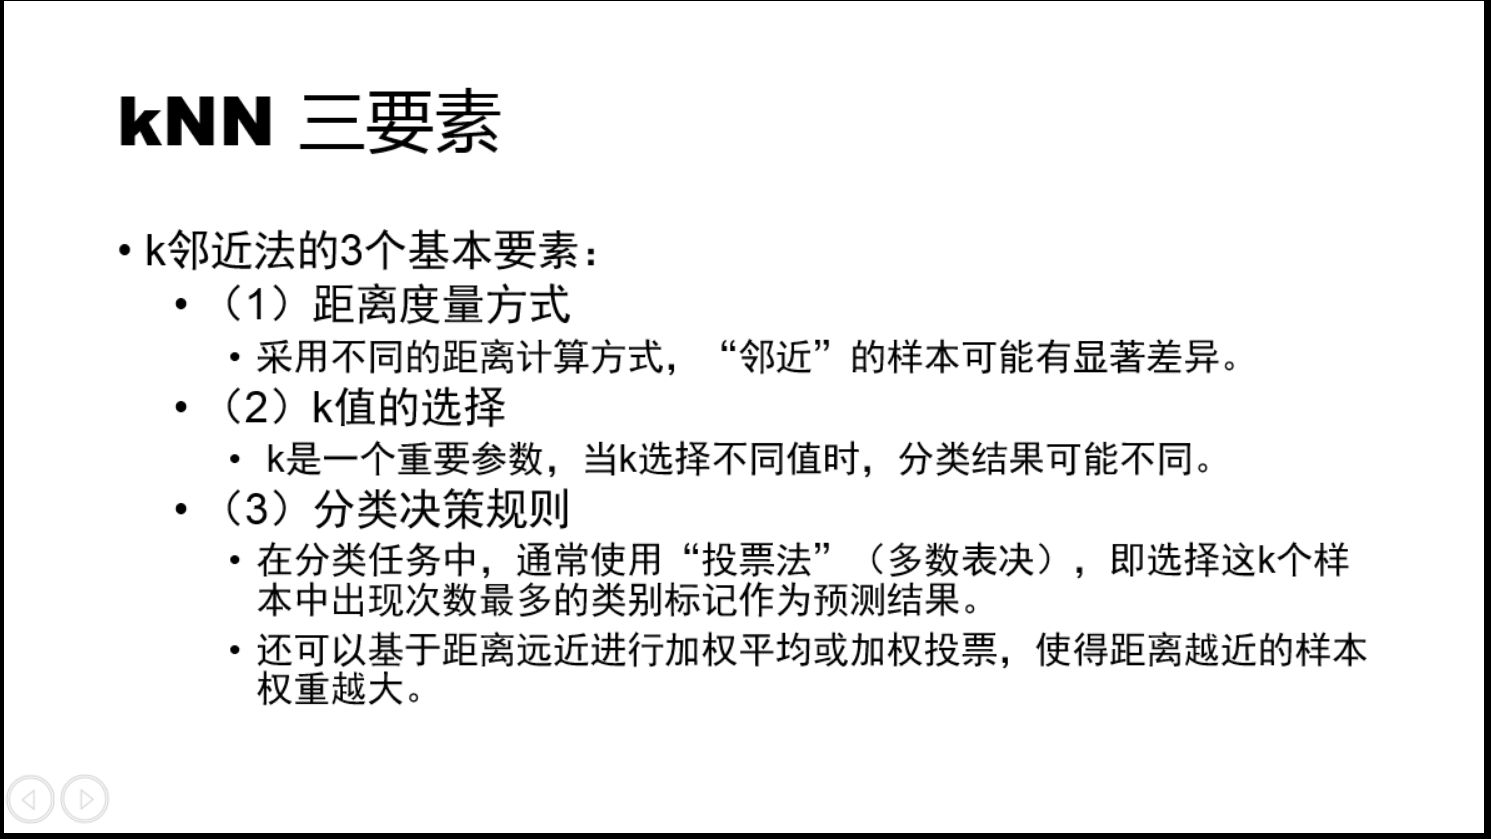 kNN 三要素
• k邻近法的3个基本要素：
• （1）距离度量方式
• 采用不同的距离计算方式，“邻近”的样本可能有显著差异。
• （2）k值的选择
• k是一个重要参数，当k选择不同值时，分类结果可能不同。
• （3）分类决策规则
• 在分类任务中，通常使用“投票法”（多数表决），即选择这k个样
本中出现次数最多的类别标记作为预测结果。
• 还可以基于距离远近进行加权平均或加权投票，使得距离越近的样本
权重越大。